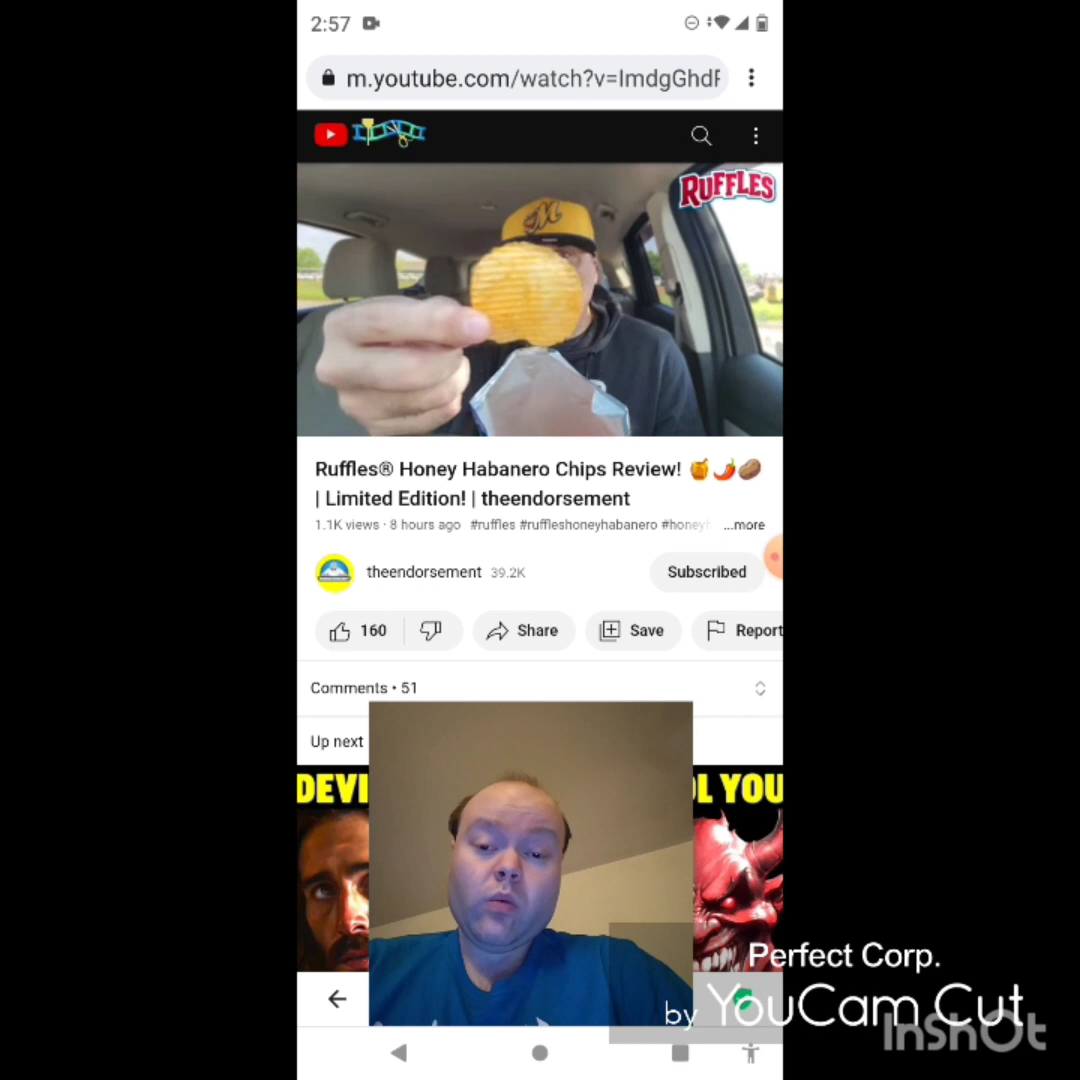 2:57
m.youtube.com/watch?v=ImdgGhdF
RUFFLES
M
Ruffles® Honey Habanero Chips Review! 🍯🌶️🥔
| Limited Edition! | theendorsement
1.1K views · 8 hours ago #ruffles #ruffleshoneyhabanero #honeyh ...more
theendorsement 39.2K Subscribed
160 Share Save Report
Comments • 51
Up next
DEVI
OL YOU
Perfect Corp.
by YouCam Cut
InShOt